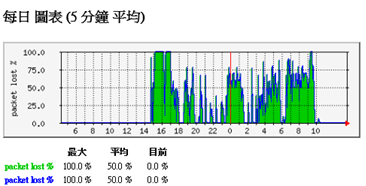 每日 圖表 (5 分鐘 平均)
packet lost %
100.0
75.0
50.0
25.0
0.0
6 8 10 12 14 16 18 20 22 0 2 4 6 8 10
最大 平均 目前
packet lost % 100.0 % 50.0 % 0.0 %
packet lost % 100.0 % 50.0 % 0.0 %